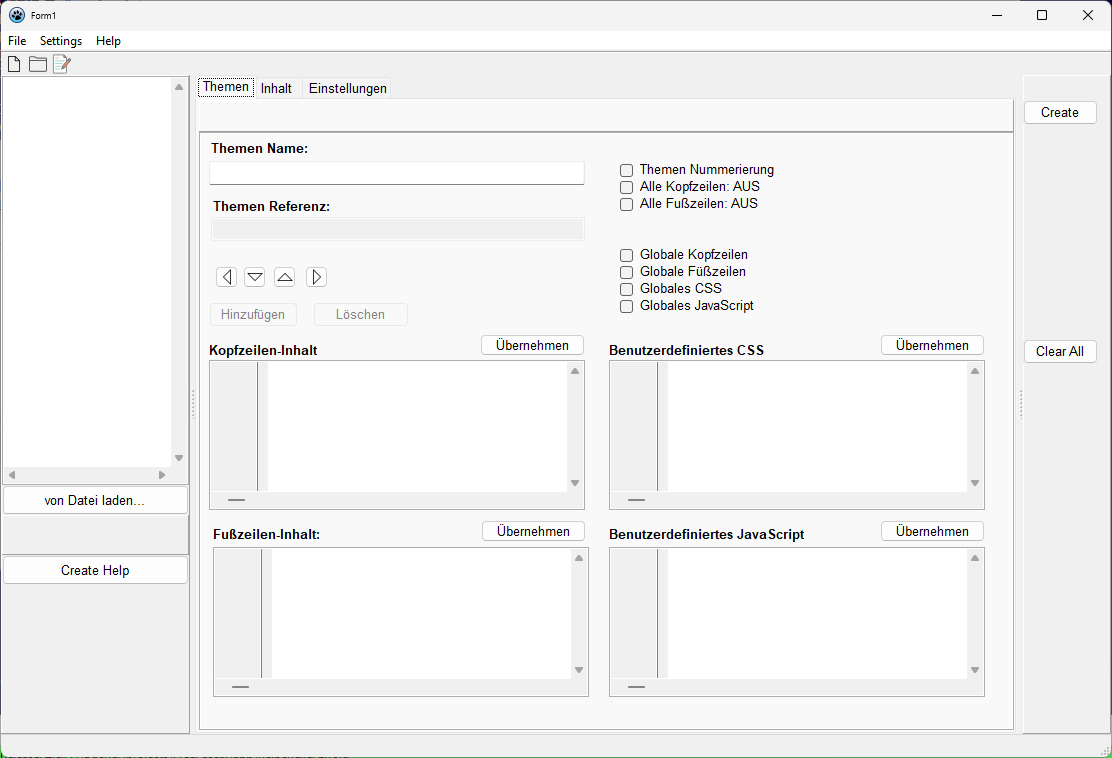 Form1
File Settings Help
Themen Inhalt Einstellungen
Create
Themen Name:
Themen Nummerierung
Alle Kopfzeilen: AUS
Alle Fußzeilen: AUS
Themen Referenz:
Globale Kopfzeilen
Globale Füßzeilen
Globales CSS
Globales JavaScript
Hinzufügen Löschen
Kopfzeilen-Inhalt Übernehmen
Benutzerdefiniertes CSS Übernehmen
Clear All
von Datei laden...
Fußzeilen-Inhalt: Übernehmen
Benutzerdefiniertes JavaScript Übernehmen
Create Help